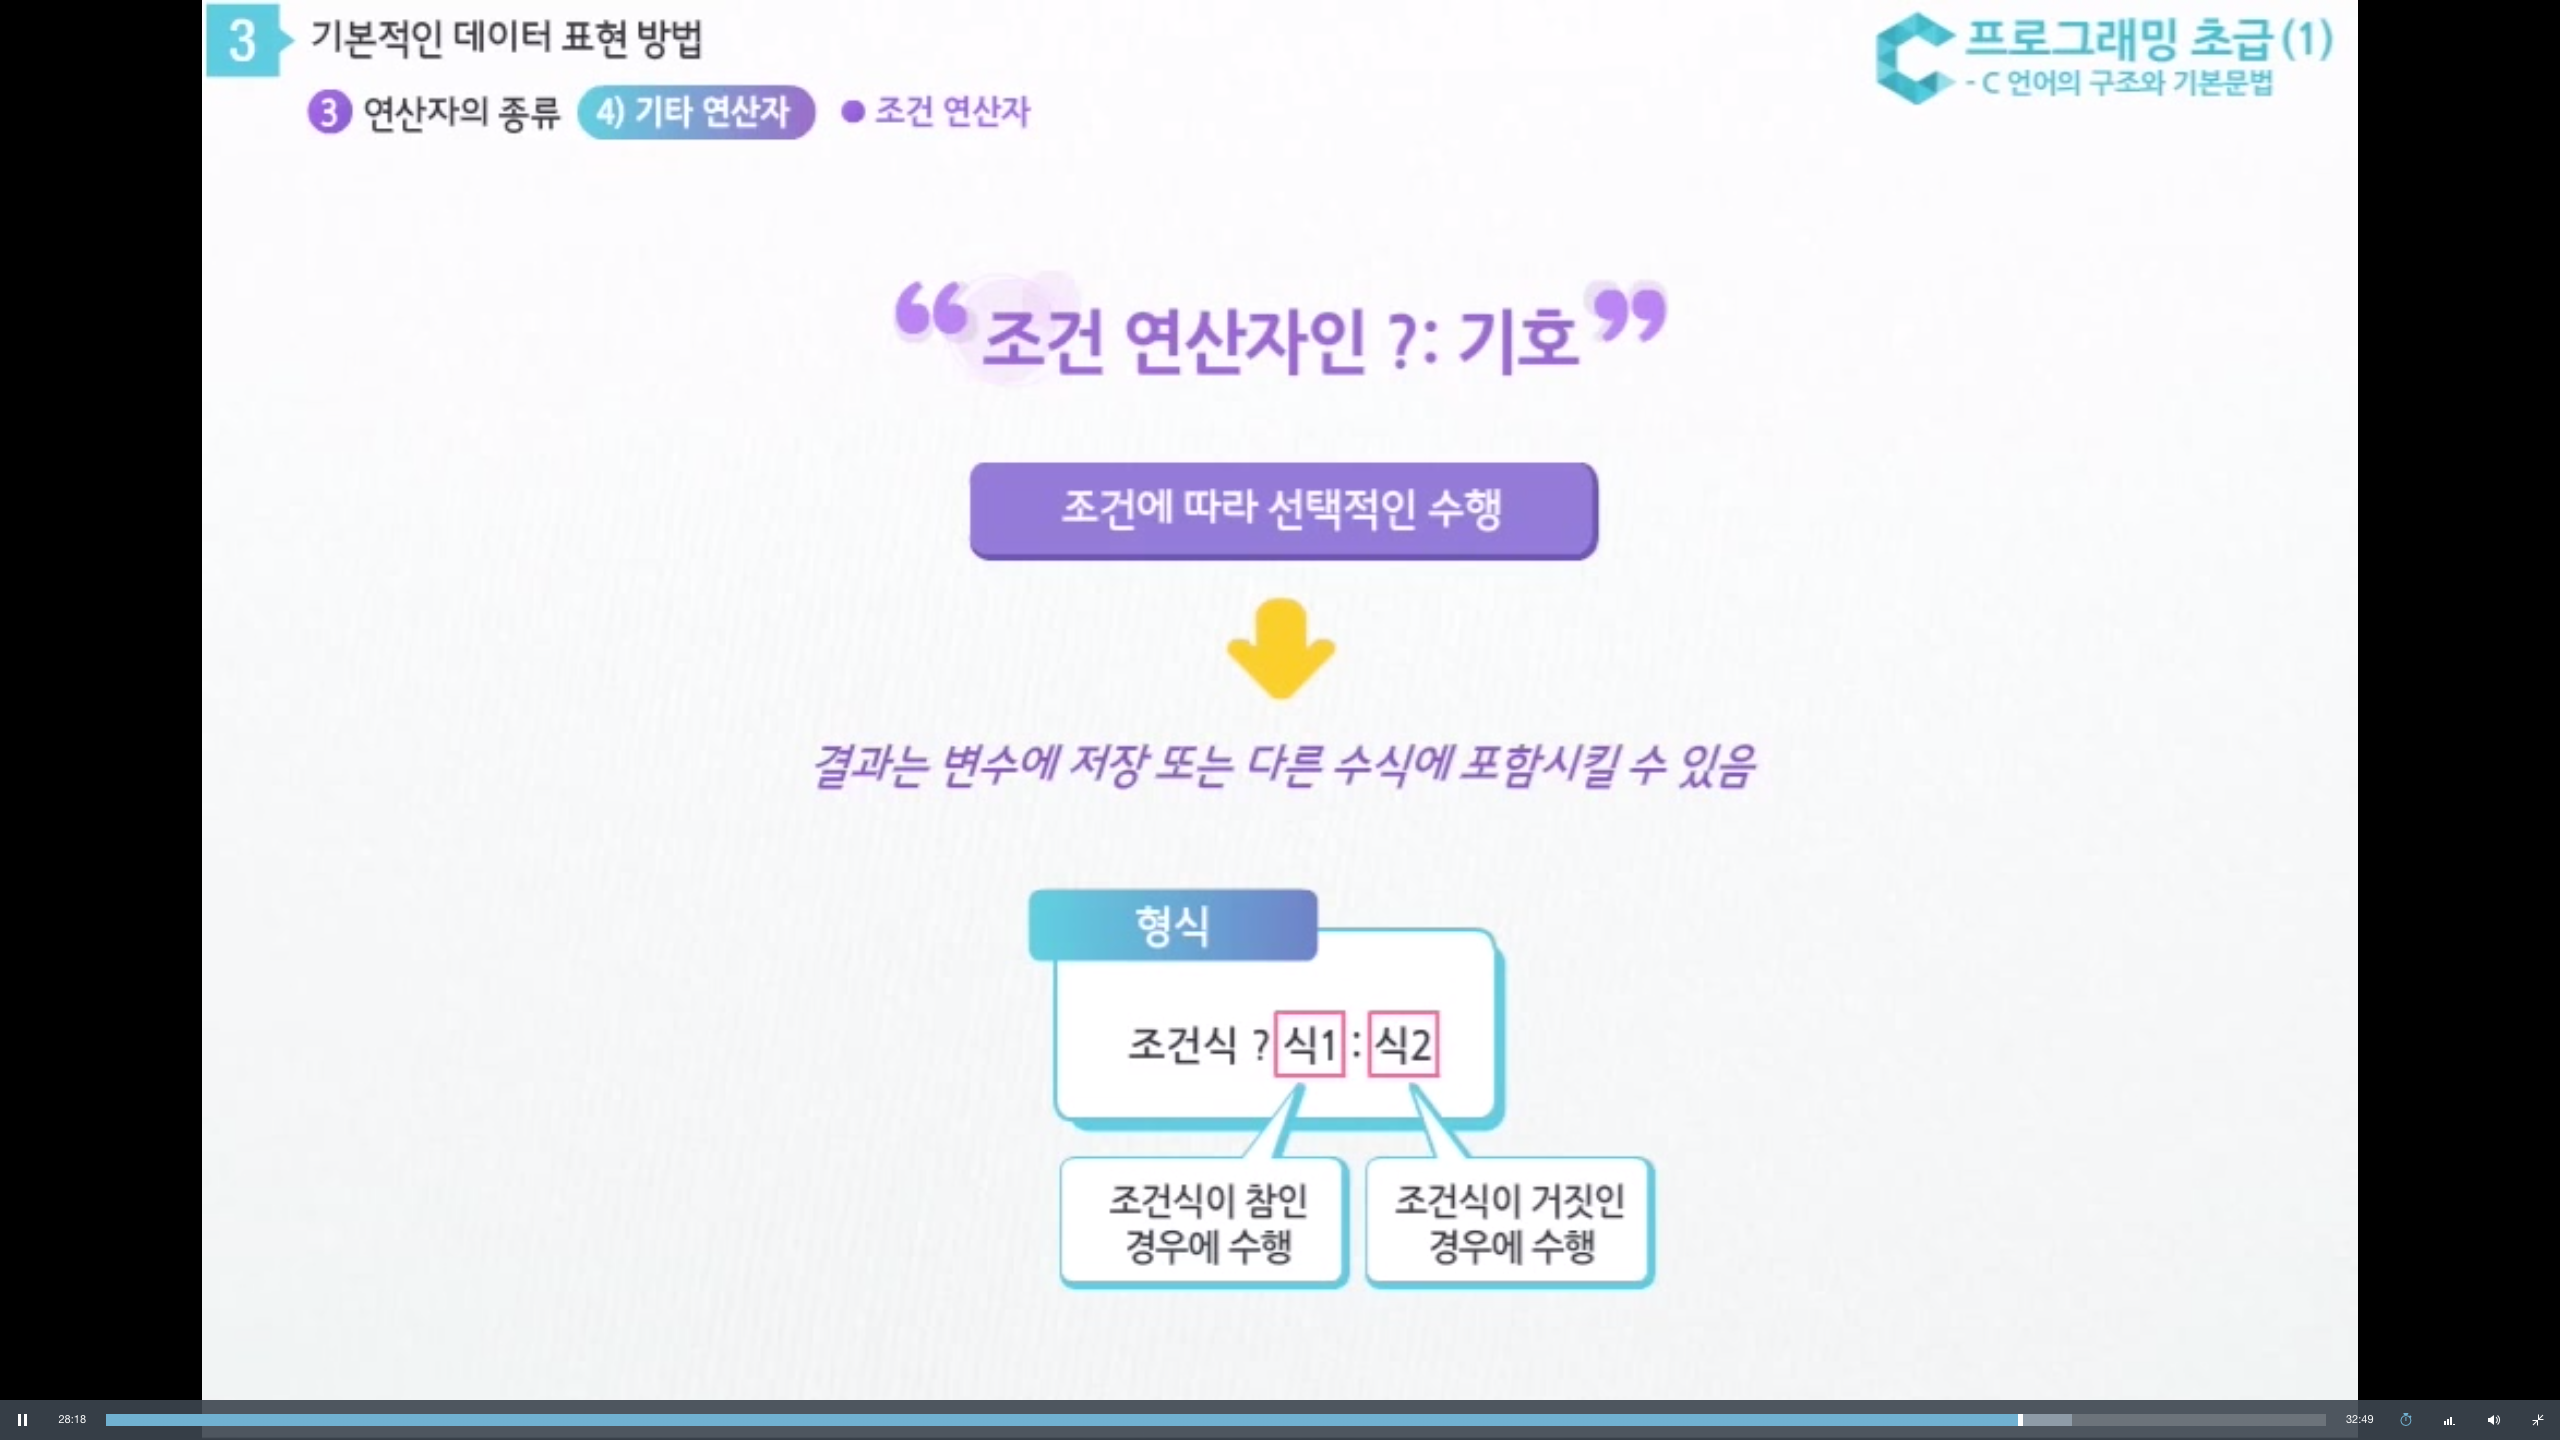 3 기본적인 데이터 표현 방법
프로그래밍 초급(1)
- C 언어의 구조와 기본문법
3 연산자의 종류 4) 기타 연산자 ● 조건 연산자
“조건 연산자인 ?: 기호”
조건에 따라 선택적인 수행
결과는 변수에 저장 또는 다른 수식에 포함시킬 수 있음
형식
조건식 ? 식1 : 식2
조건식이 참인
경우에 수행
조건식이 거짓인
경우에 수행
28:18
32:49